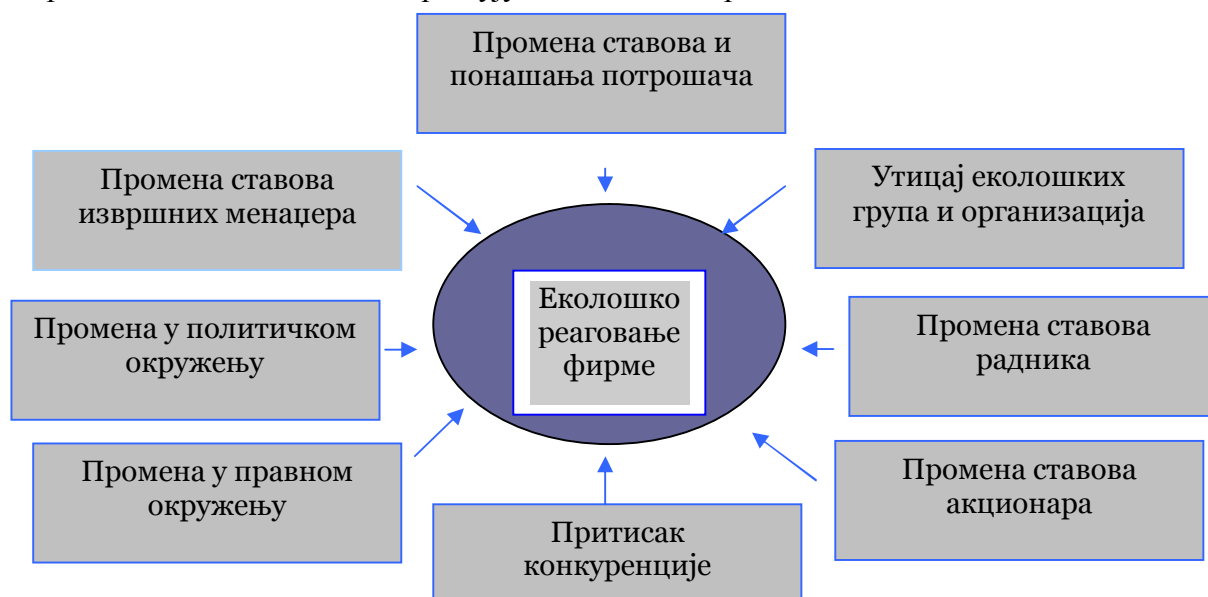 Промена ставова и
понашања потрошача
Промена ставова
извршних менаџера
Утицај еколошких
група и организација
Еколошко
реаговање
фирме
Промена у политичком
окружењу
Промена ставова
радника
Промена у правном
окружењу
Промена ставова
акционара
Притисак
конкуренције